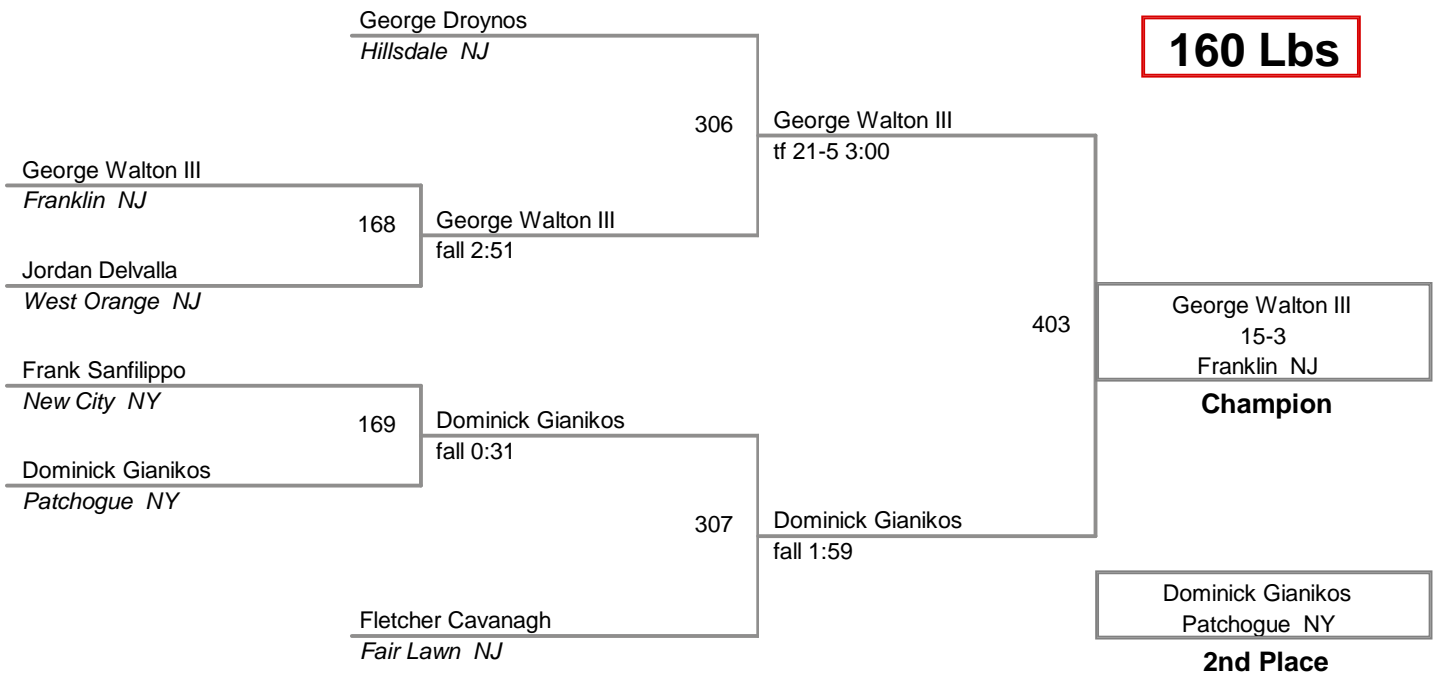 George Droynos
Hillsdale NJ
160 Lbs
306
George Walton III
tf 21-5 3:00
George Walton III
Franklin NJ
168
George Walton III
fall 2:51
Jordan Delvalla
West Orange NJ
403
George Walton III
15-3
Franklin NJ
Champion
Frank Sanfilippo
New City NY
169
Dominick Gianikos
fall 0:31
Dominick Gianikos
Patchogue NY
307
Dominick Gianikos
fall 1:59
Fletcher Cavanagh
Fair Lawn NJ
Dominick Gianikos
Patchogue NY
2nd Place